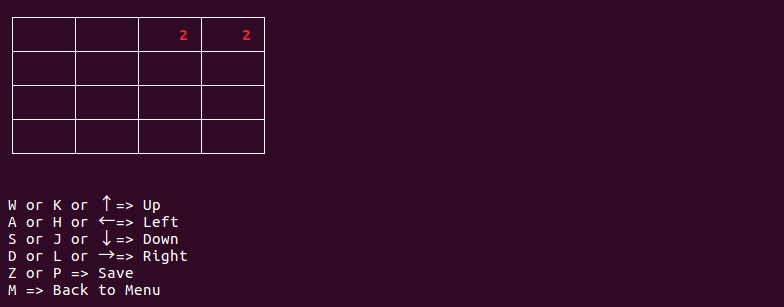 2 2
W or K or ↑=> Up
A or H or ←=> Left
S or J or ↓=> Down
D or L or →=> Right
Z or P => Save
M => Back to Menu